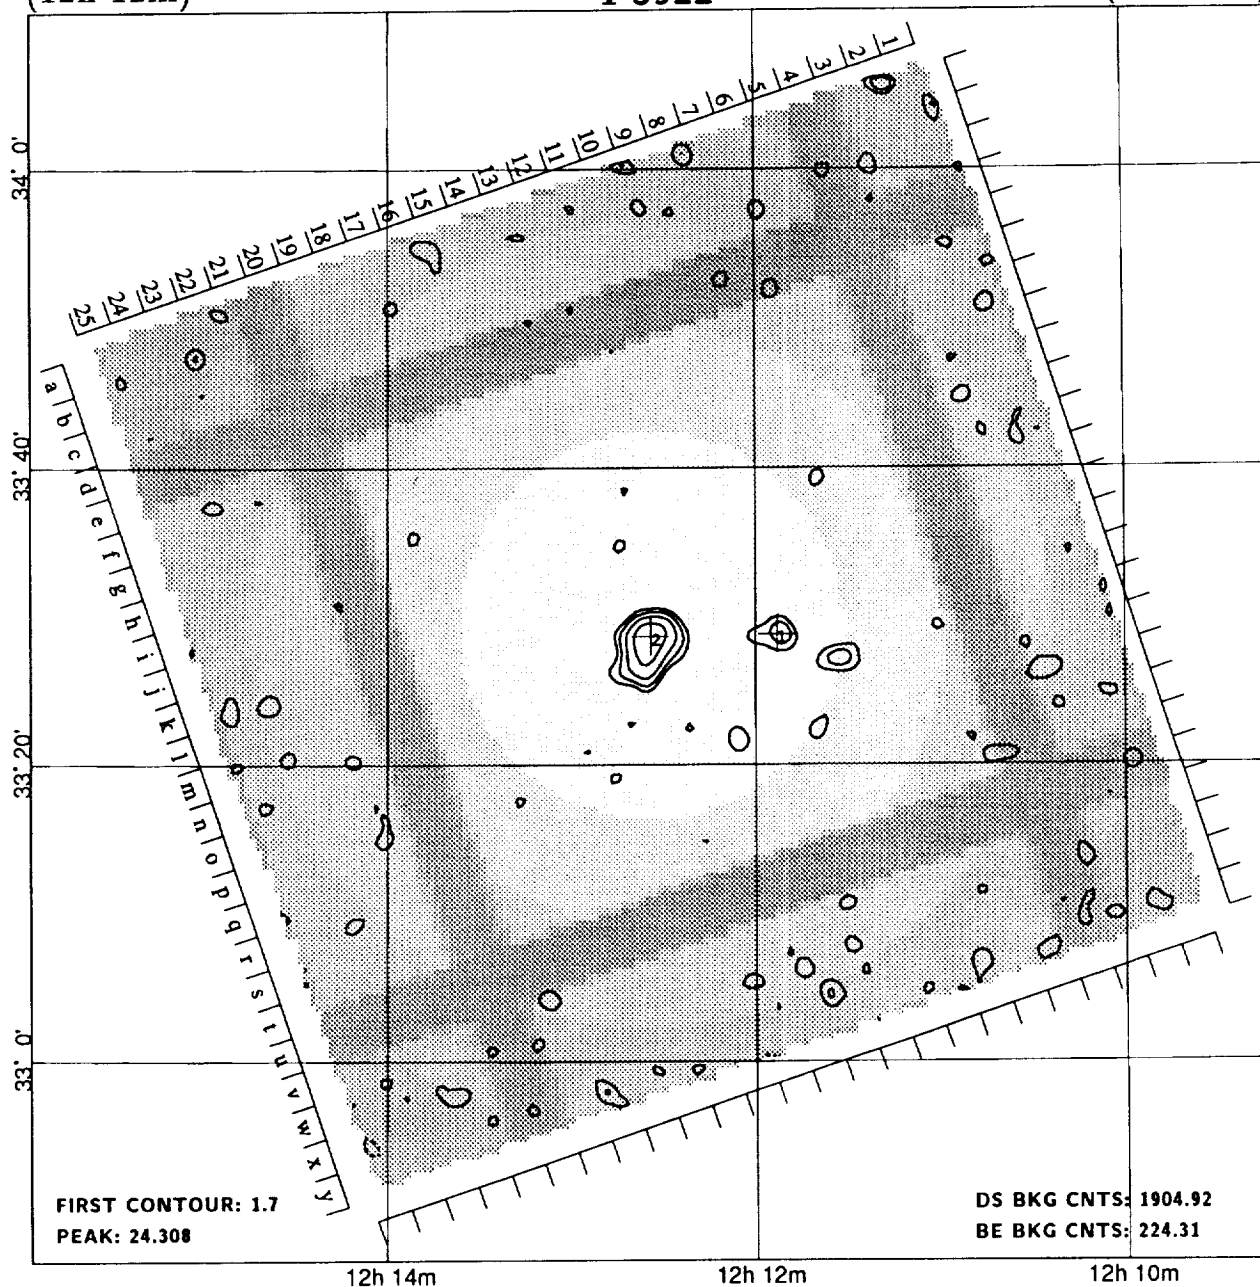 1 2 3 4 5 6 7 8 9 10 11 12 13 14 15 16 17 18 19 20 21 22 23 24 25
34° 0'
a b c d e f g h i j k l m n o p q r s t u v w x y
33° 40'
2
33° 20'
33° 0'
FIRST CONTOUR: 1.7
PEAK: 24.308
DS BKG CNTS: 1904.92
BE BKG CNTS: 224.31
12h 14m
12h 12m
12h 10m